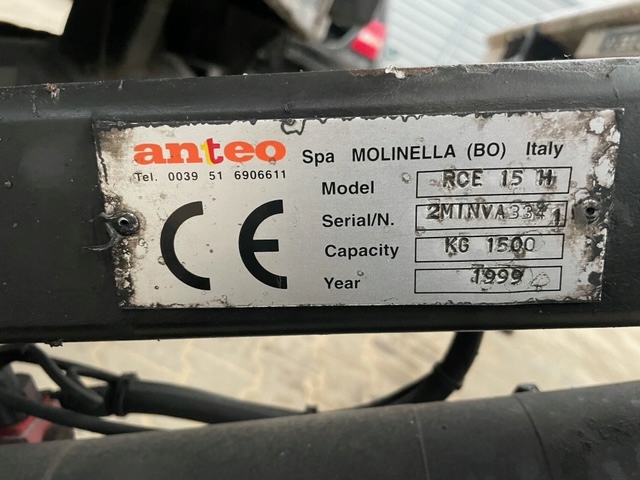 anteo Spa MOLINELLA (BO) Italy
Tel. 0039 51 6906611
Model RCE 15 H
Serial/N. 2M1NVA3341
Capacity KG 1500
Year 1999
CE